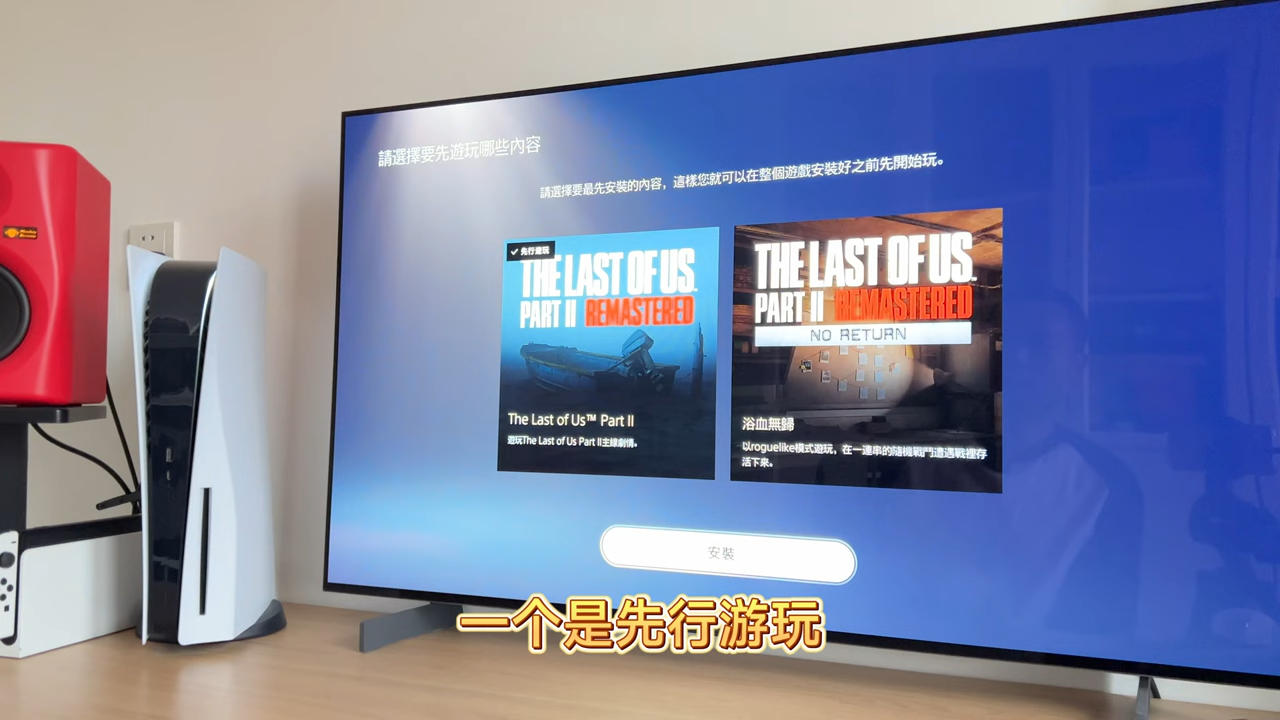 請選擇要先遊玩哪些內容
請選擇要最先安裝的內容，這樣您就可以在整個遊戲安裝好之前先開始玩。
先行遊玩
THE LAST OF US
PART II REMASTERED
The Last of Us™ Part II
遊玩The Last of Us Part II主線劇情。
THE LAST OF US
PART II REMASTERED
NO RETURN
浴血無歸
以roguelike模式遊玩，在一連串的隨機戰鬥遭遇戰裡存
活下來。
安裝
一个是先行游玩